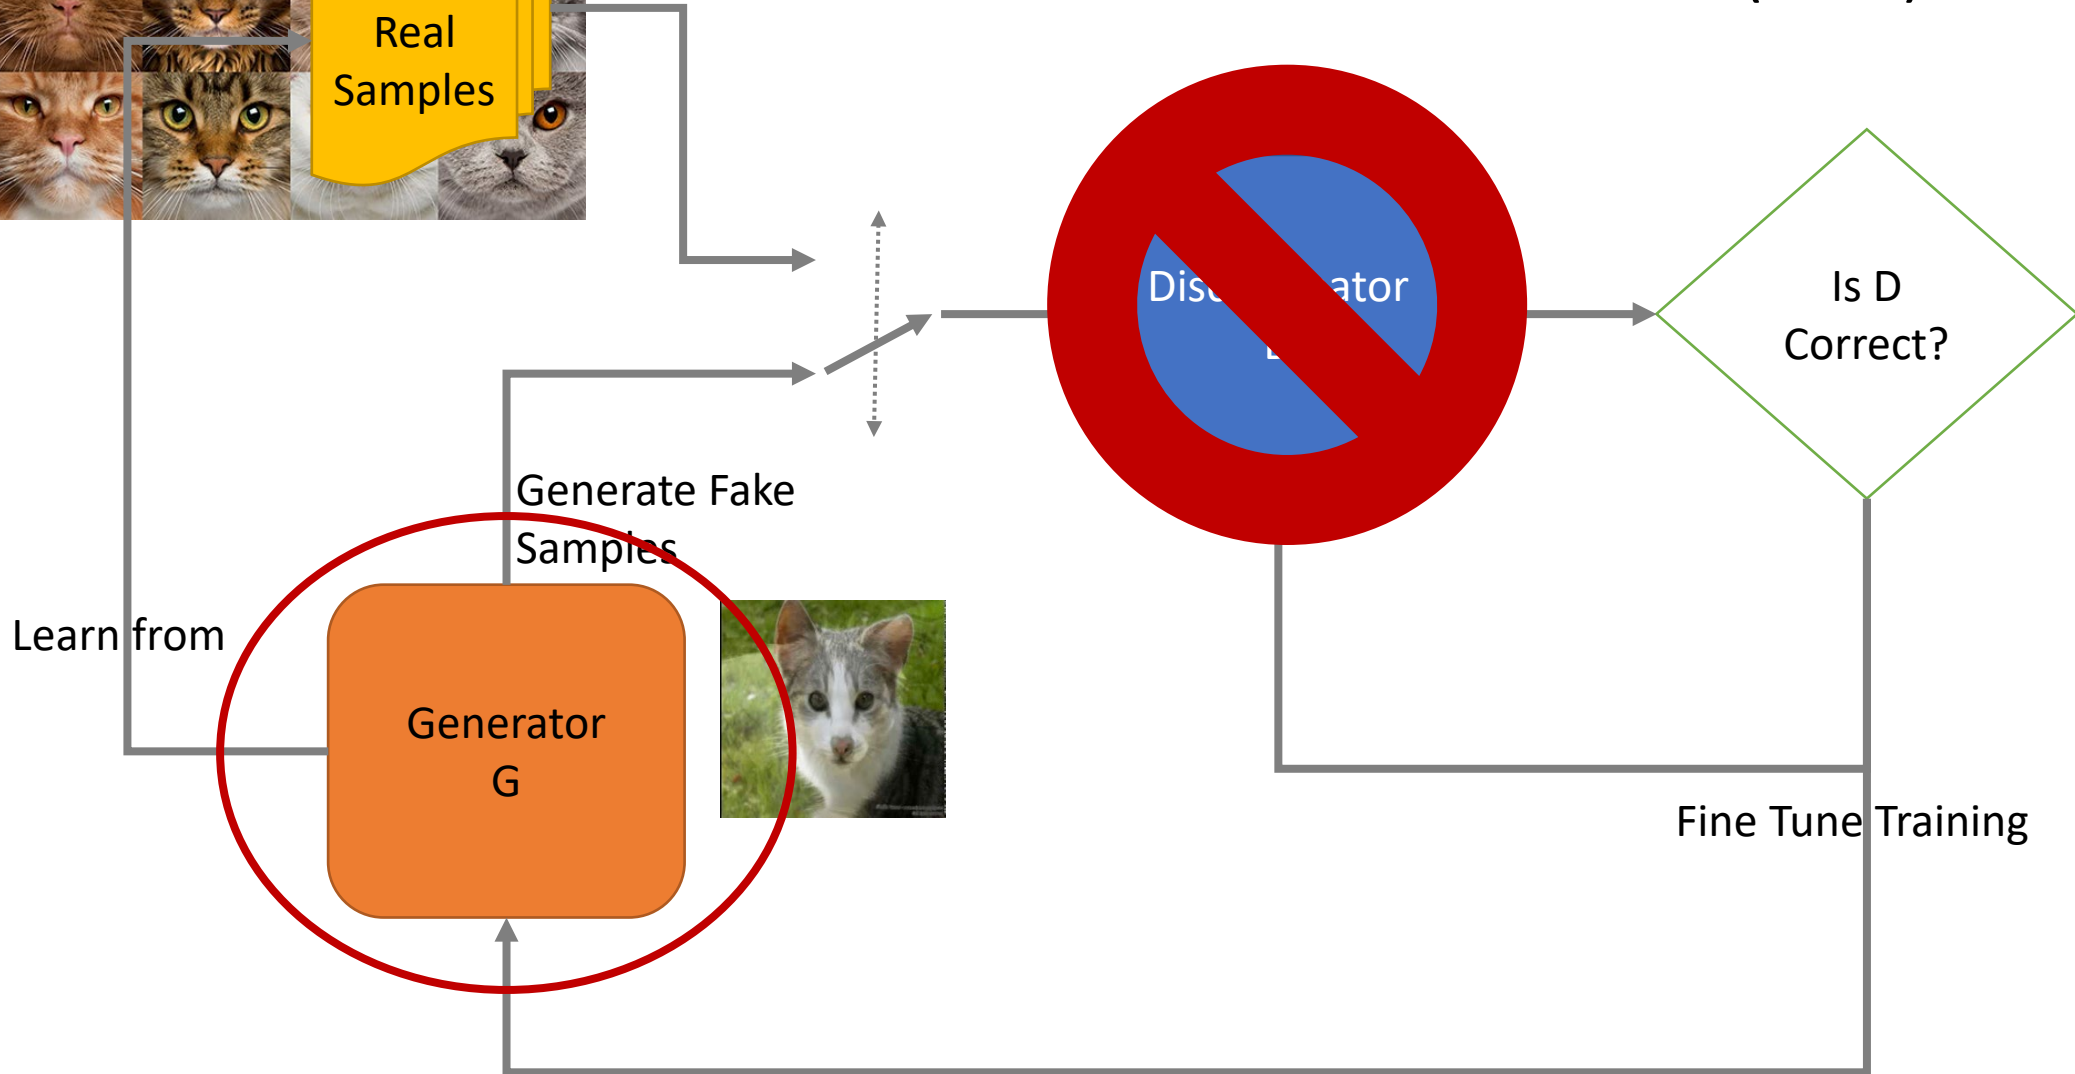 Real
Samples
Is D
Correct?
Generate Fake
Samples
Learn from
Generator
G
Fine Tune Training